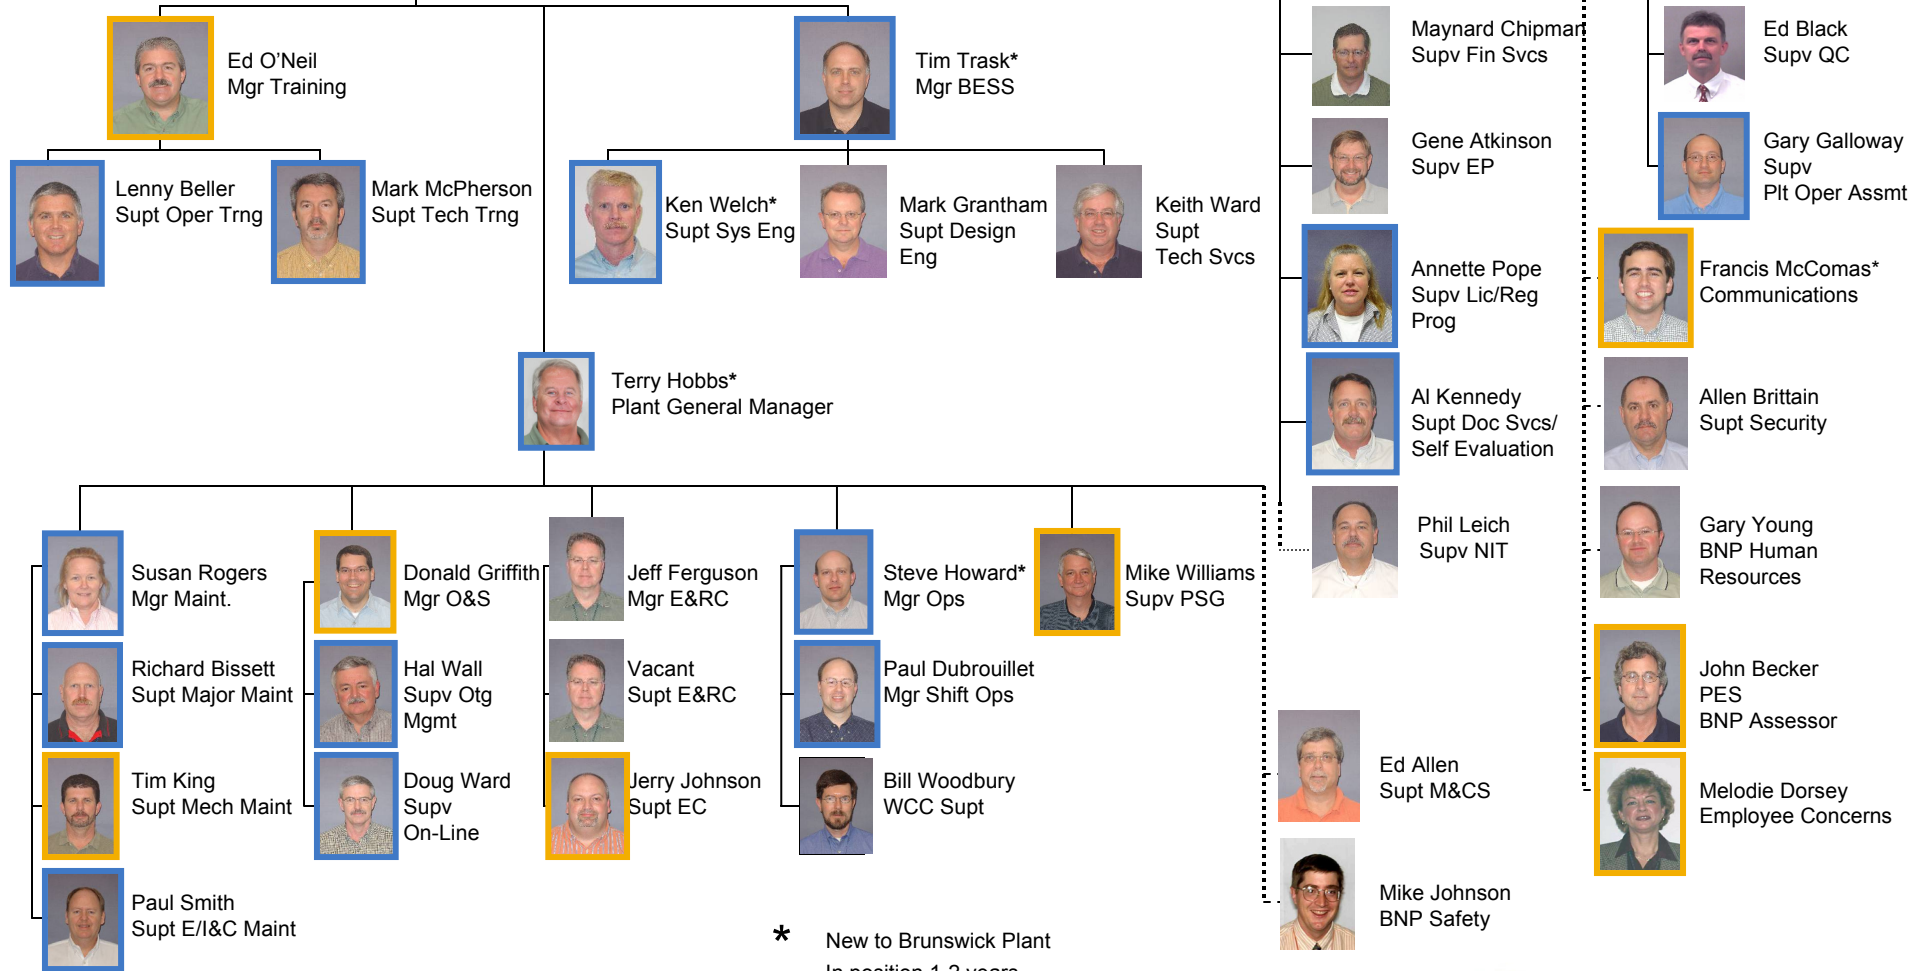 Ed O’Neil
Mgr Training
Tim Trask*
Mgr BESS
Lenny Beller
Supt Oper Trng
Mark McPherson
Supt Tech Trng
Ken Welch*
Supt Sys Eng
Mark Grantham
Supt Design
Eng
Keith Ward
Supt
Tech Svcs
Terry Hobbs*
Plant General Manager
Susan Rogers
Mgr Maint.
Richard Bissett
Supt Major Maint
Tim King
Supt Mech Maint
Paul Smith
Supt E/I&C Maint
Donald Griffith
Mgr O&S
Hal Wall
Supv Otg
Mgmt
Doug Ward
Supv
On-Line
Jeff Ferguson
Mgr E&RC
Vacant
Supt E&RC
Jerry Johnson
Supt EC
Steve Howard*
Mgr Ops
Paul Dubrouillet
Mgr Shift Ops
Bill Woodbury
WCC Supt
Mike Williams
Supv PSG
Maynard Chipman
Supv Fin Svcs
Gene Atkinson
Supv EP
Annette Pope
Supv Lic/Reg
Prog
Al Kennedy
Supt Doc Svcs/
Self Evaluation
Phil Leich
Supv NIT
Ed Allen
Supt M&CS
Mike Johnson
BNP Safety
Ed Black
Supv QC
Gary Galloway
Supv
Plt Oper Assmt
Francis McComas*
Communications
Allen Brittain
Supt Security
Gary Young
BNP Human
Resources
John Becker
PES
BNP Assessor
Melodie Dorsey
Employee Concerns
* New to Brunswick Plant
In position 1-2 years